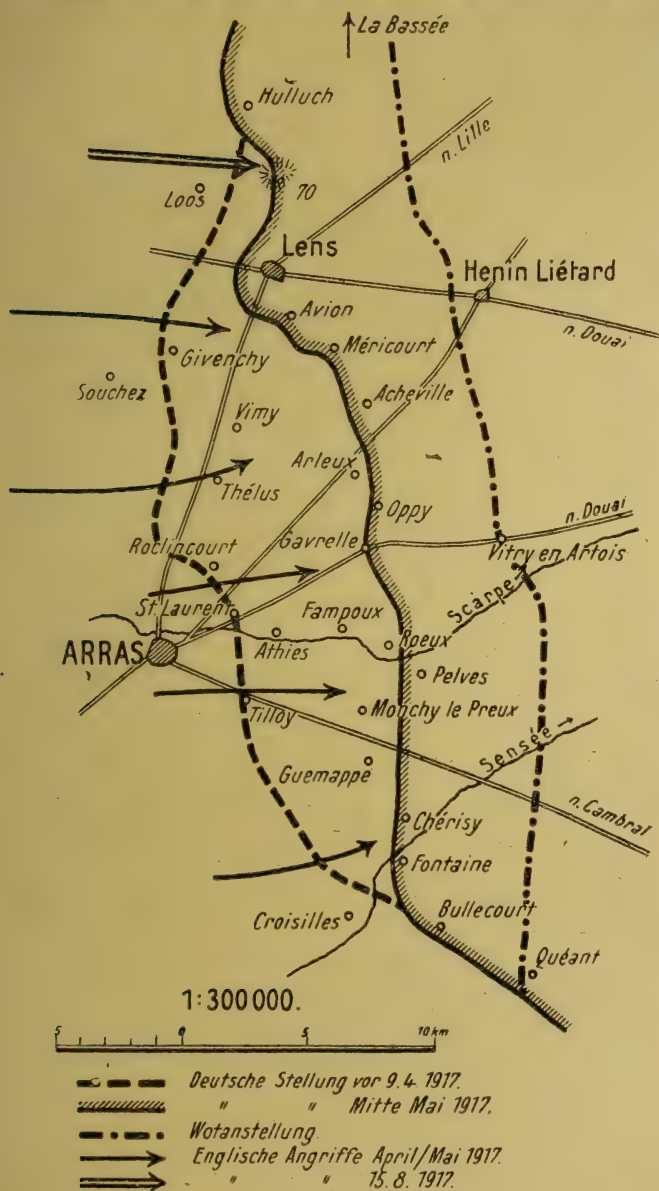 La Bassée
Hulluch
n. Lille
Loos
70
Lens
Henin Liétard
Avion
n. Douai
Givenchy
Méricourt
Souchez
Acheville
Vimy
Arleux
Thélus
Oppy
n. Douai
Gavrelle
Roclincourt
Vitry en Artois
St. Laurent
Fampoux
Scarpe
ARRAS
Athies
Roeux
Pelves
Tilloy
Monchy le Preux
Sensée
Guemappe
n. Cambral
Chérisy
Fontaine
Croisilles
Bullecourt
Quéant
1:300000.
5 0 5 10 km
Deutsche Stellung vor 9.4. 1917.
" " Mitte Mai 1917.
Wotanstellung.
Englische Angriffe April/Mai 1917.
" " 15.8. 1917.